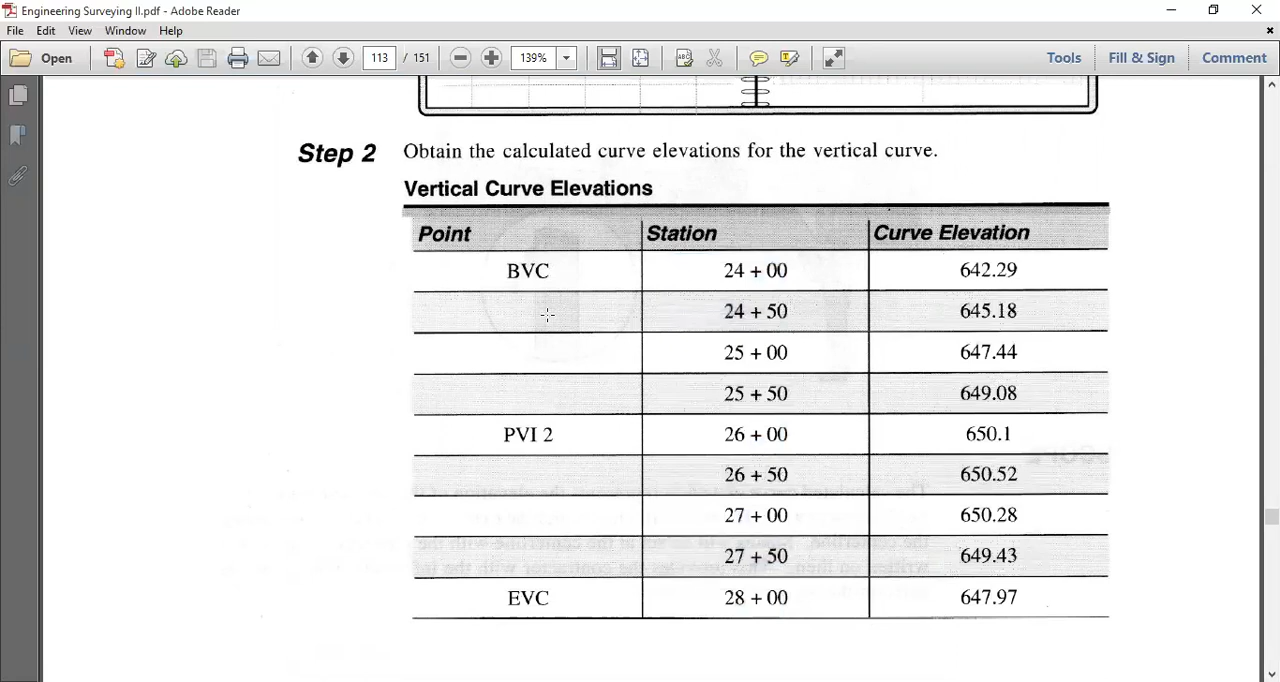 Engineering Surveying II.pdf - Adobe Reader
File Edit View Window Help
Open 113 / 151 139% Tools Fill & Sign Comment
Step 2 Obtain the calculated curve elevations for the vertical curve.
Vertical Curve Elevations
Point Station Curve Elevation
BVC 24 + 00 642.29
24 + 50 645.18
25 + 00 647.44
25 + 50 649.08
PVI 2 26 + 00 650.1
26 + 50 650.52
27 + 00 650.28
27 + 50 649.43
EVC 28 + 00 647.97